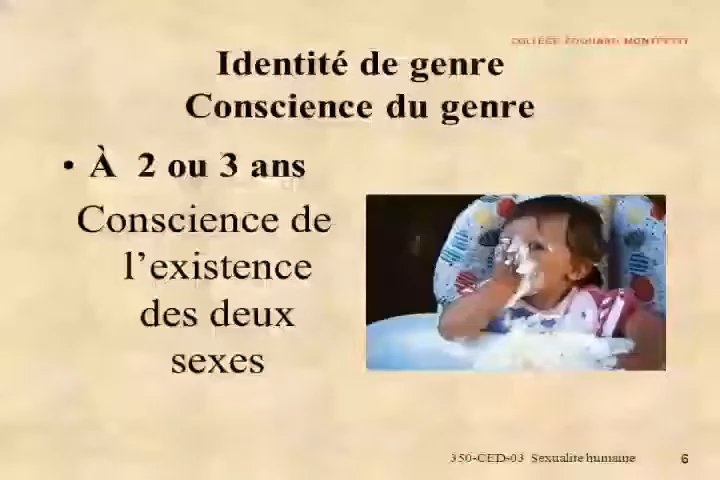 COLLÈGE ÉDOUARD MONTPETIT
Identité de genre
Conscience du genre
• À 2 ou 3 ans
Conscience de
l’existence
des deux
sexes
350-CED-03 Sexualite humaine
6